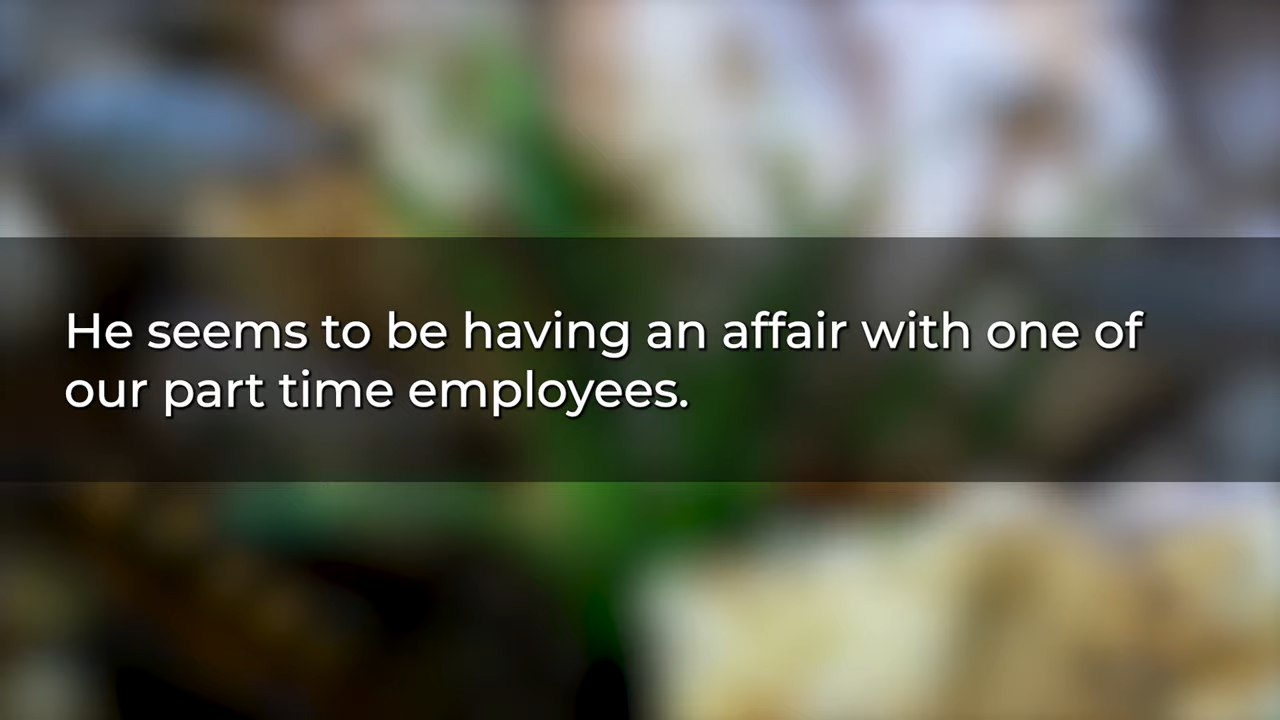 He seems to be having an affair with one of
our part time employees.